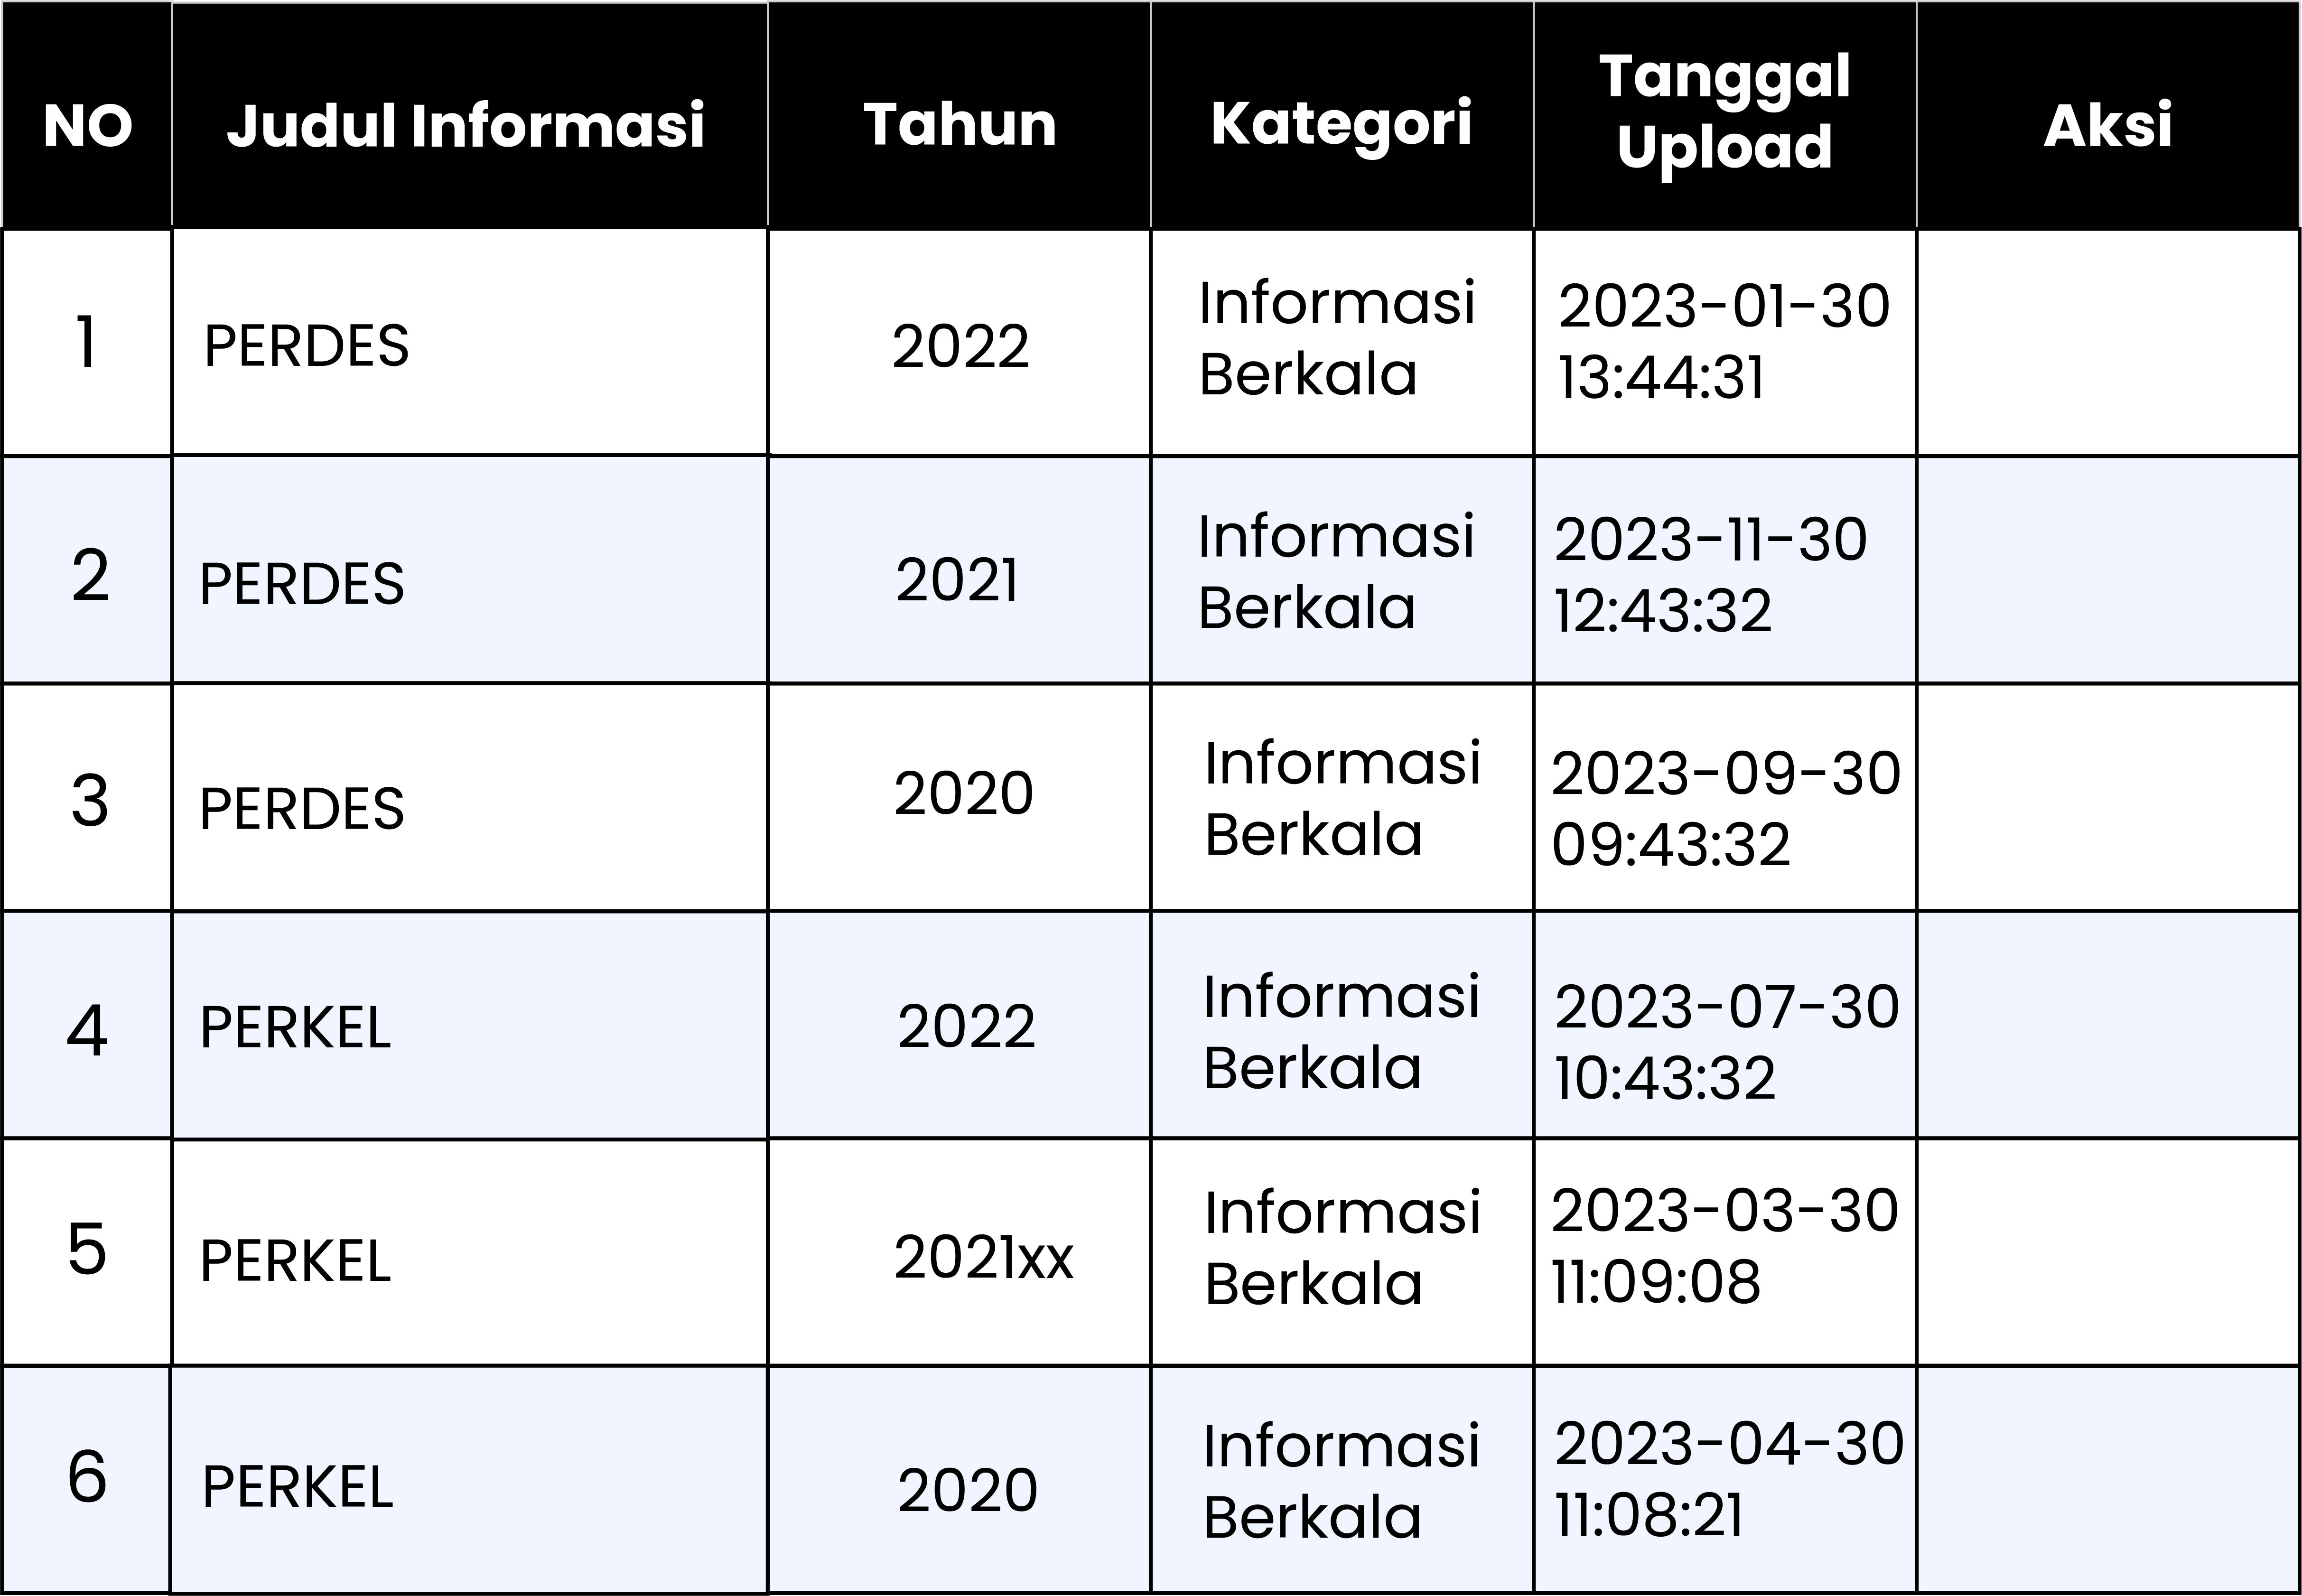 NO Judul Informasi Tahun Kategori Tanggal Upload Aksi
1 PERDES 2022 Informasi Berkala 2023-01-30 13:44:31
2 PERDES 2021 Informasi Berkala 2023-11-30 12:43:32
3 PERDES 2020 Informasi Berkala 2023-09-30 09:43:32
4 PERKEL 2022 Informasi Berkala 2023-07-30 10:43:32
5 PERKEL 2021xx Informasi Berkala 2023-03-30 11:09:08
6 PERKEL 2020 Informasi Berkala 2023-04-30 11:08:21